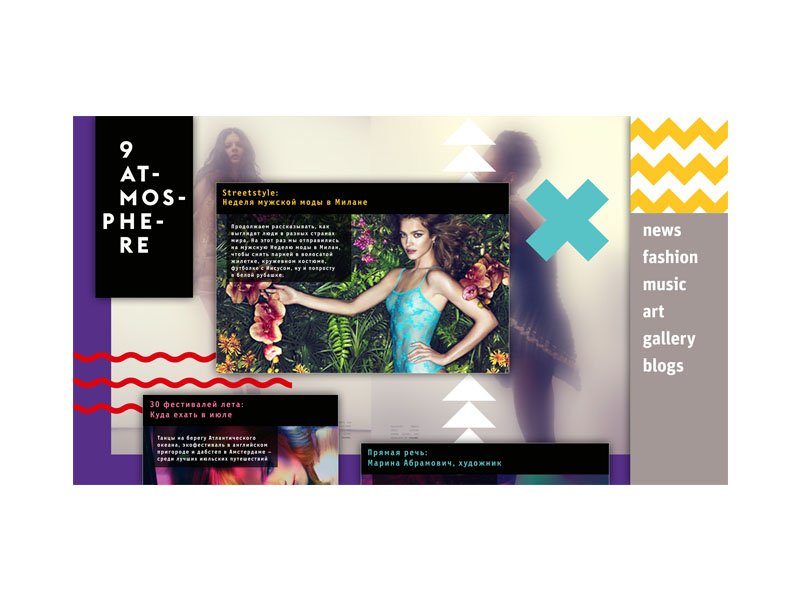 9
AT-
MOS-
PHE-
RE
Streetstyle:
Неделя мужской моды в Милане
Продолжаем рассказывать, как
выглядят люди в разных странах
мира. На этот раз мы отправились
на мужскую Неделю моды в Милан,
чтобы снять парней в волосатой
жилетке, кружевном костюме,
футболке с Иисусом, ну и попросту
в белой рубашке.
30 фестивалей лета:
Куда ехать в июле
Танцы на берегу Атлантического
океана, экофестиваль в английском
пригороде и дабстеп в Амстердаме –
среди лучших июльских путешествий
Прямая речь:
Марина Абрамович, художник
news
fashion
music
art
gallery
blogs